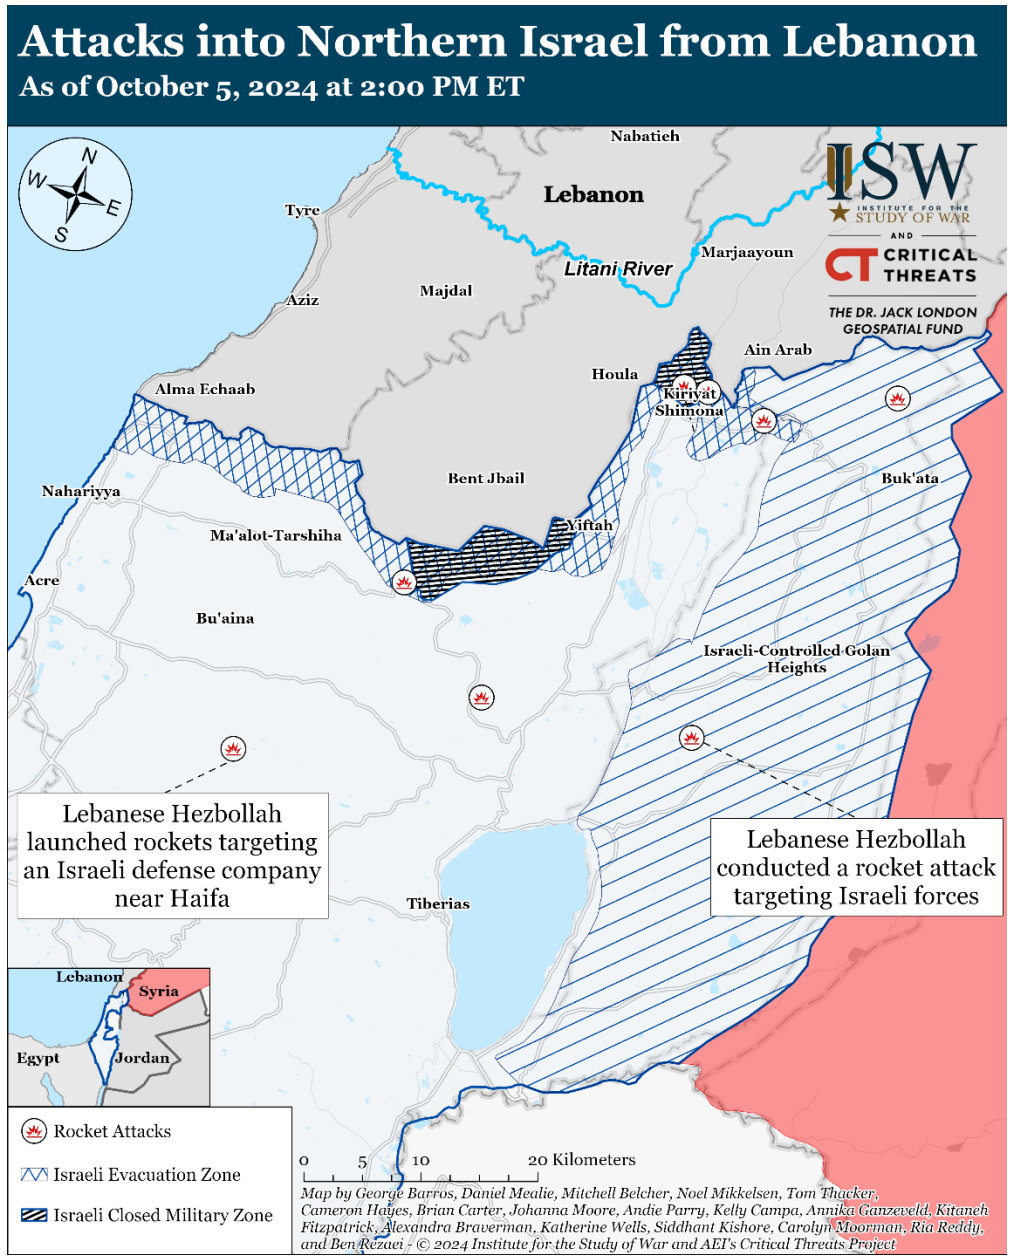 Attacks into Northern Israel from Lebanon
As of October 5, 2024 at 2:00 PM ET
N
W
E
S
Nabatieh
Lebanon
Tyre
Litani River
Marjaayoun
Aziz
Majdal
ISW
INSTITUTE FOR THE
STUDY OF WAR
AND
CT CRITICAL
THREATS
THE DR. JACK LONDON
GEOSPATIAL FUND
Ain Arab
Houla
Alma Echaab
Kiriyat
Shimona
Bent Jbail
Buk'ata
Nahariyya
Yiftah
Ma'alot-Tarshiha
Acre
Bu'aina
Israeli-Controlled Golan
Heights
Lebanese Hezbollah
launched rockets targeting
an Israeli defense company
near Haifa
Lebanese Hezbollah
conducted a rocket attack
targeting Israeli forces
Tiberias
Lebanon
Syria
Egypt
Jordan
Rocket Attacks
Israeli Evacuation Zone
Israeli Closed Military Zone
0 5 10 20 Kilometers
Map by George Barros, Daniel Mealie, Mitchell Belcher, Noel Mikkelsen, Tom Thacker,
Cameron Hayes, Brian Carter, Johanna Moore, Andie Parry, Kelly Campa, Annika Ganzeveld, Kitaneh
Fitzpatrick, Alexandra Braverman, Katherine Wells, Siddhant Kishore, Carolyn Moorman, Ria Reddy,
and Ben Rezaei - © 2024 Institute for the Study of War and AEI's Critical Threats Project